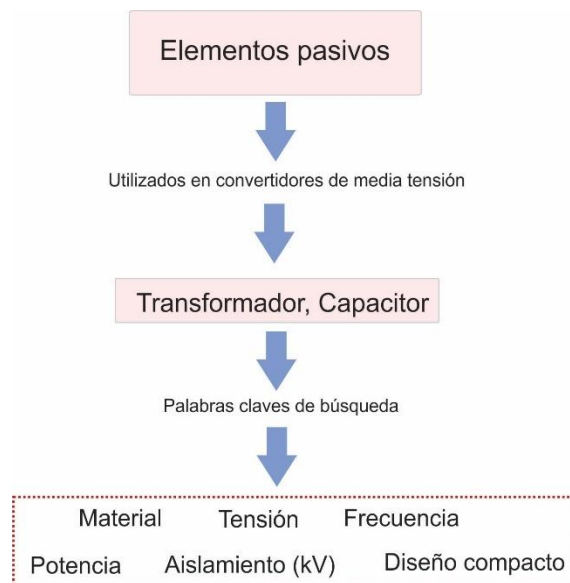 Elementos pasivos
Utilizados en convertidores de media tensión
Transformador, Capacitor
Palabras claves de búsqueda
Material Tensión Frecuencia
Potencia Aislamiento (kV) Diseño compacto